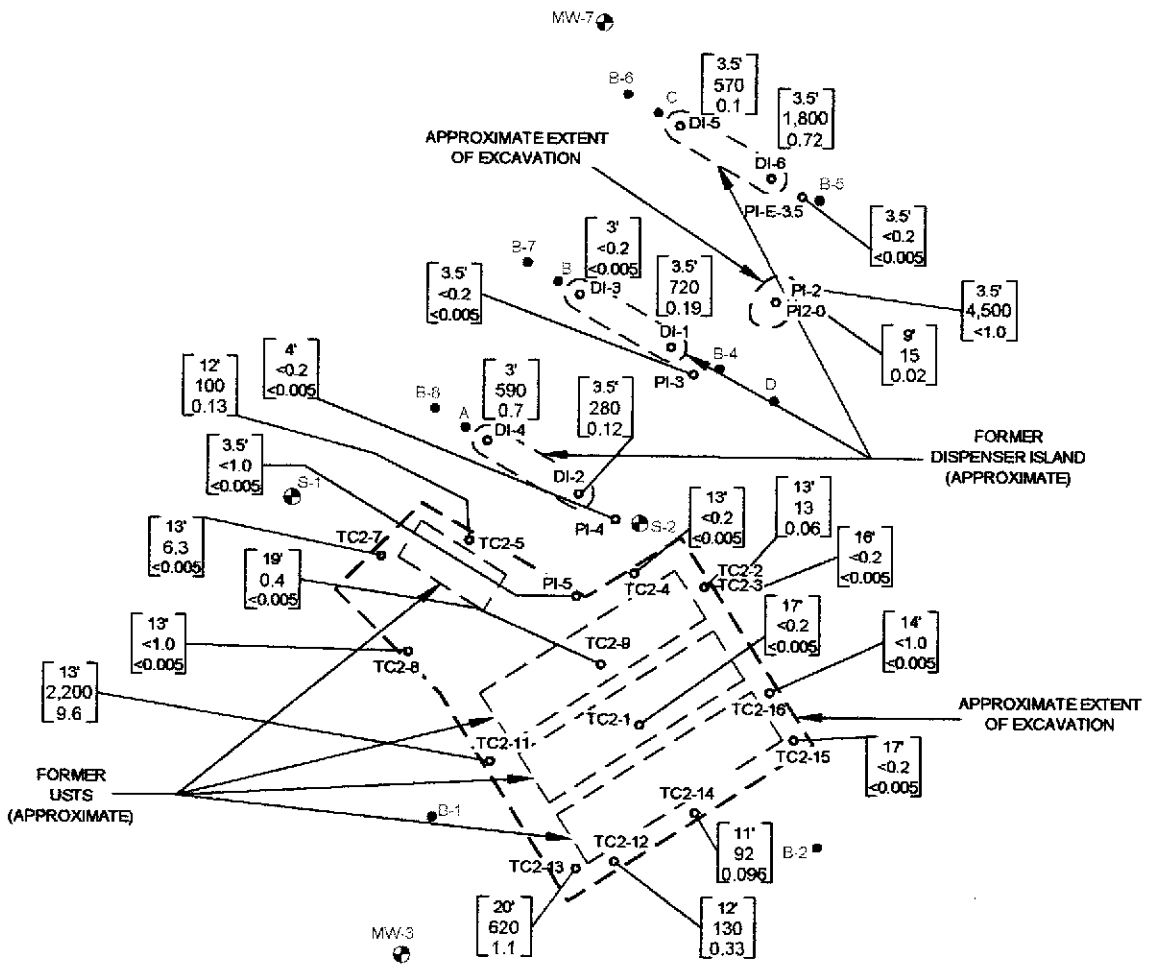 MW-7
3.5'
570
0.1
B-6
C
DI-5
3.5'
1,800
0.72
APPROXIMATE EXTENT
OF EXCAVATION
DI-6
B-5
PI-E-3.5
3.5'
<0.2
<0.005
3'
<0.2
<0.005
B-7
B
DI-3
3.5'
<0.2
<0.005
3.5'
720
0.19
PI-2
PI2-0
3.5'
4,500
<1.0
DI-1
9'
15
0.02
B-4
PI-3
D
4'
<0.2
<0.005
12'
100
0.13
B-8
A
3'
590
0.7
DI-4
3.5'
280
0.12
FORMER
DISPENSER ISLAND
(APPROXIMATE)
3.5'
<1.0
<0.005
S-1
DI-2
PI-4
S-2
13'
<0.2
<0.005
13'
13
0.06
16'
<0.2
<0.005
13'
6.3
<0.005
TC2-7
TC2-5
19'
0.4
<0.005
PI-5
TC2-4
TC2-2
TC2-3
17'
<0.2
<0.005
13'
<1.0
<0.005
TC2-8
TC2-9
14'
<1.0
<0.005
13'
2,200
9.6
TC2-1
TC2-16
APPROXIMATE EXTENT
OF EXCAVATION
TC2-11
TC2-15
17'
<0.2
<0.005
FORMER
USTS
(APPROXIMATE)
B-1
TC2-14
11'
92
0.096
B-2
TC2-12
TC2-13
20'
620
1.1
12'
130
0.33
MW-3